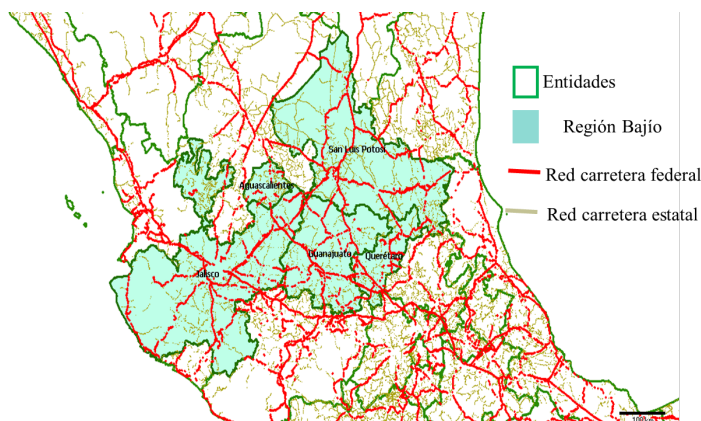 Entidades
Región Bajío
San Luis Potosí
Red carretera federal
Aguascalientes
Red carretera estatal
Guanajuato
Querétaro
Jalisco